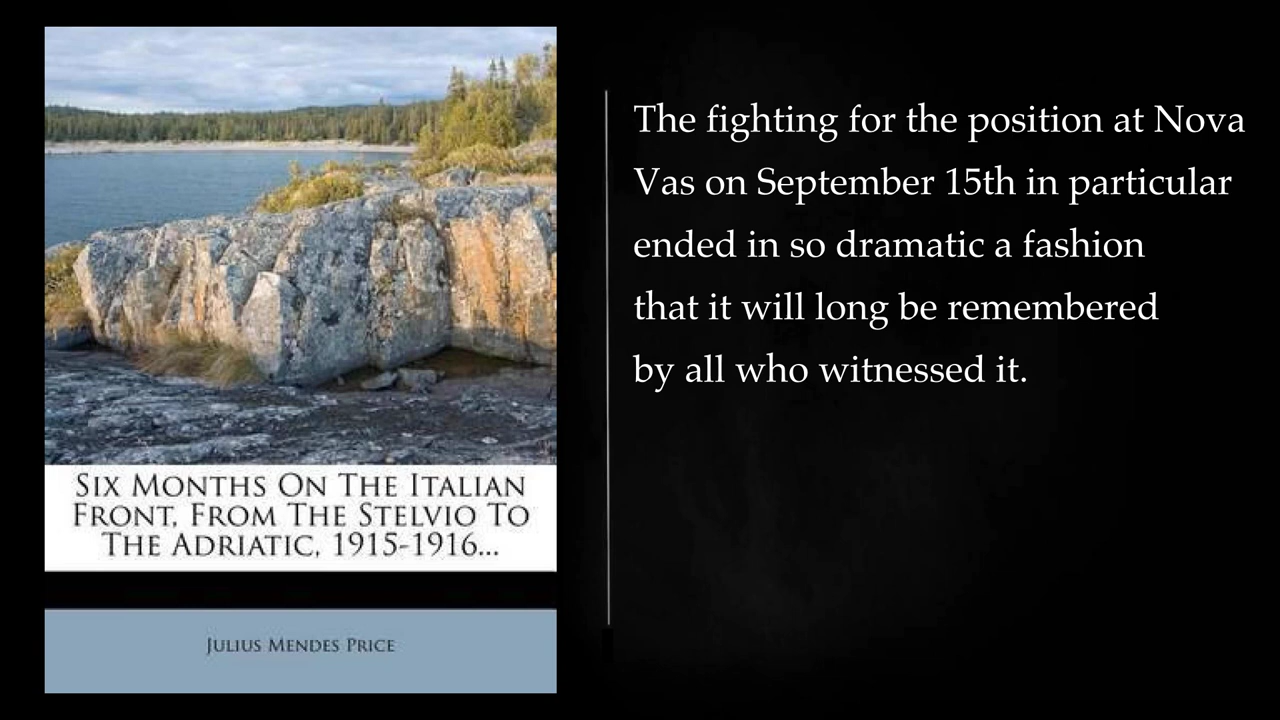 The fighting for the position at Nova
Vas on September 15th in particular
ended in so dramatic a fashion
that it will long be remembered
by all who witnessed it.
Six Months On The Italian
Front, From The Stelvio To
The Adriatic, 1915-1916...
Julius Mendes Price